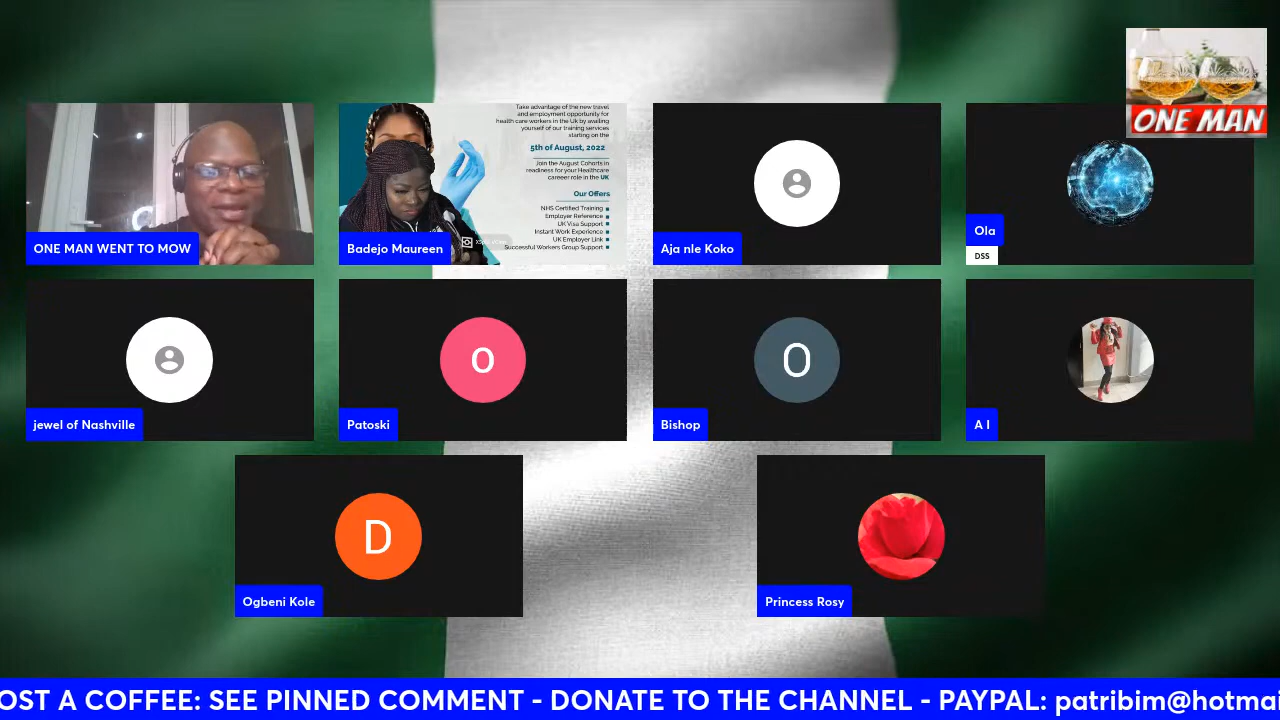 ONE MAN
Take advantage of the new travel
and employment opportunity for
health care workers in the UK by availing
yourself of our training services
starting on the
5th of August, 2022
Join the August Cohorts in
readiness for your Healthcare
careeer role in the UK
Our Offers
NHS Certified Training
Employer Reference
UK Visa Support
Instant Work Experience
UK Employer Link
Successful Workers Group Support
ONE MAN WENT TO MOW
Badejo Maureen
Aja nle Koko
Ola
DSS
jewel of Nashville
O
Patoski
O
Bishop
A I
D
Ogbeni Kole
Princess Rosy
OST A COFFEE: SEE PINNED COMMENT - DONATE TO THE CHANNEL - PAYPAL: patribim@hotmai